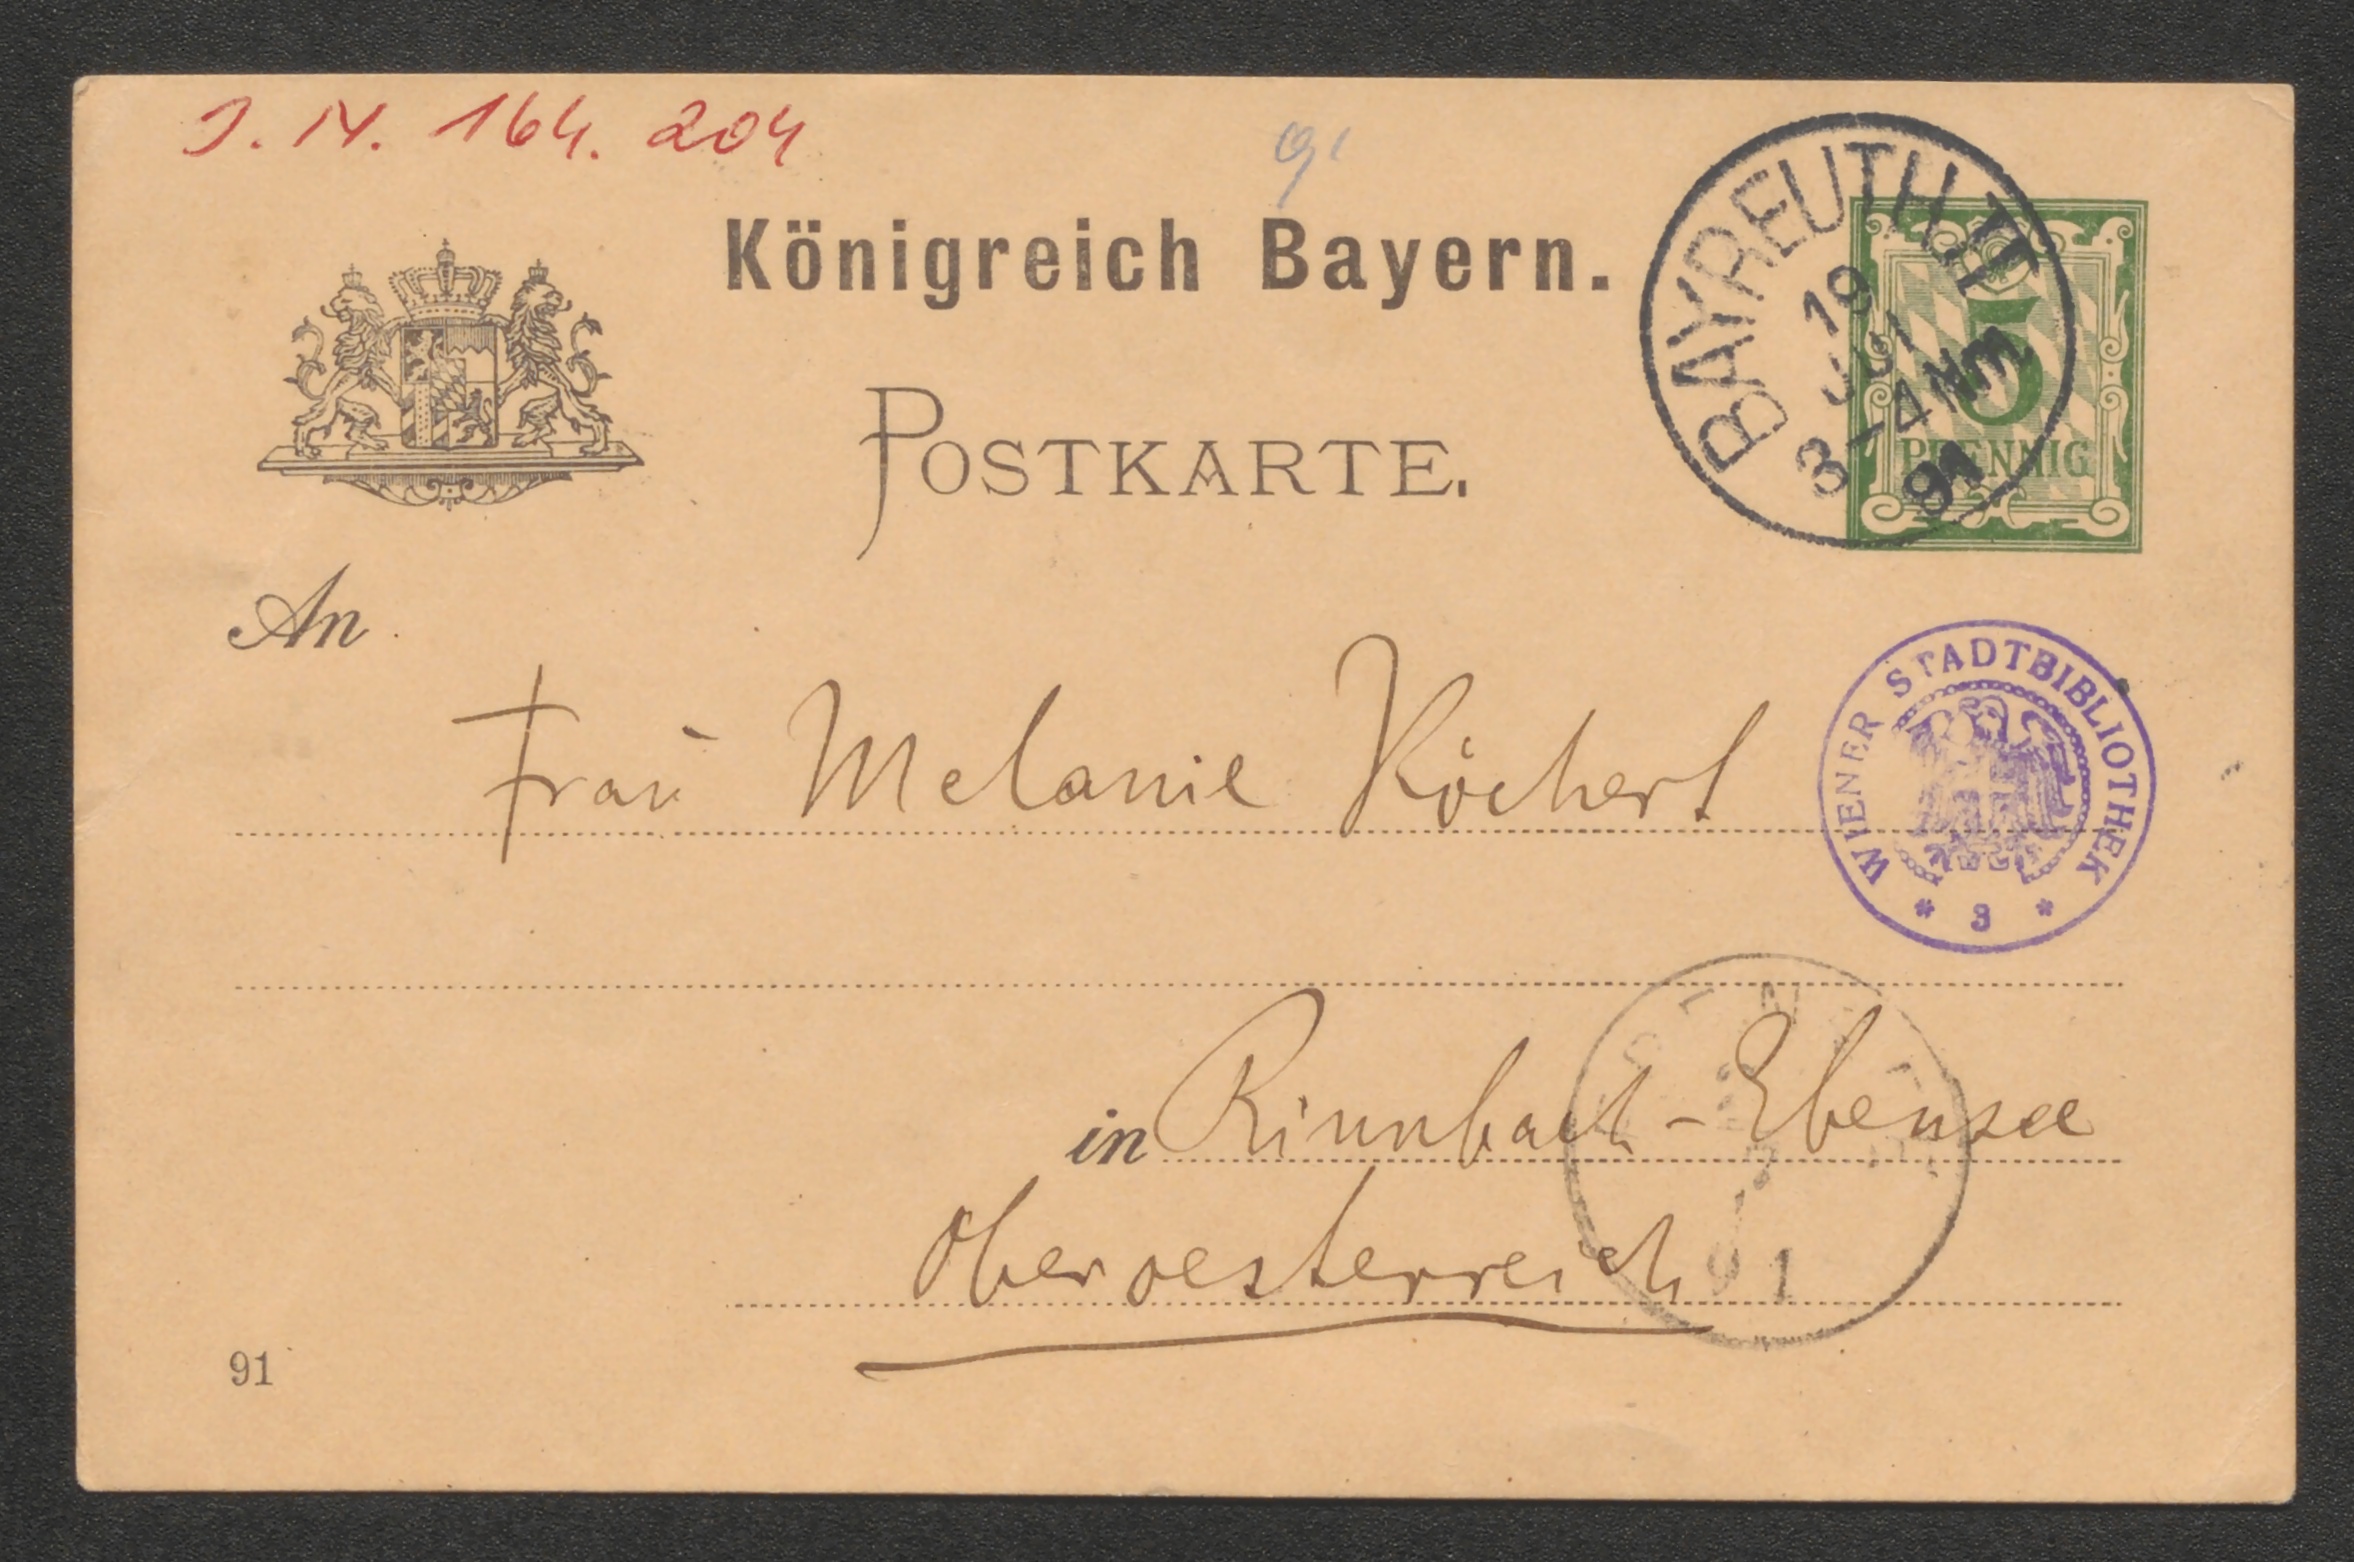 J. N. 164. 204
91
Königreich Bayern.
BAYREUTH II
19
JUL
3-4 Nm
91
5
PFENNIG
POSTKARTE.
An
WIENER STADTBIBLIOTHEK
* 3 *
Frau Melanie Köchert
in Rinnbach-Ebensee
Oberoesterreich
91
91